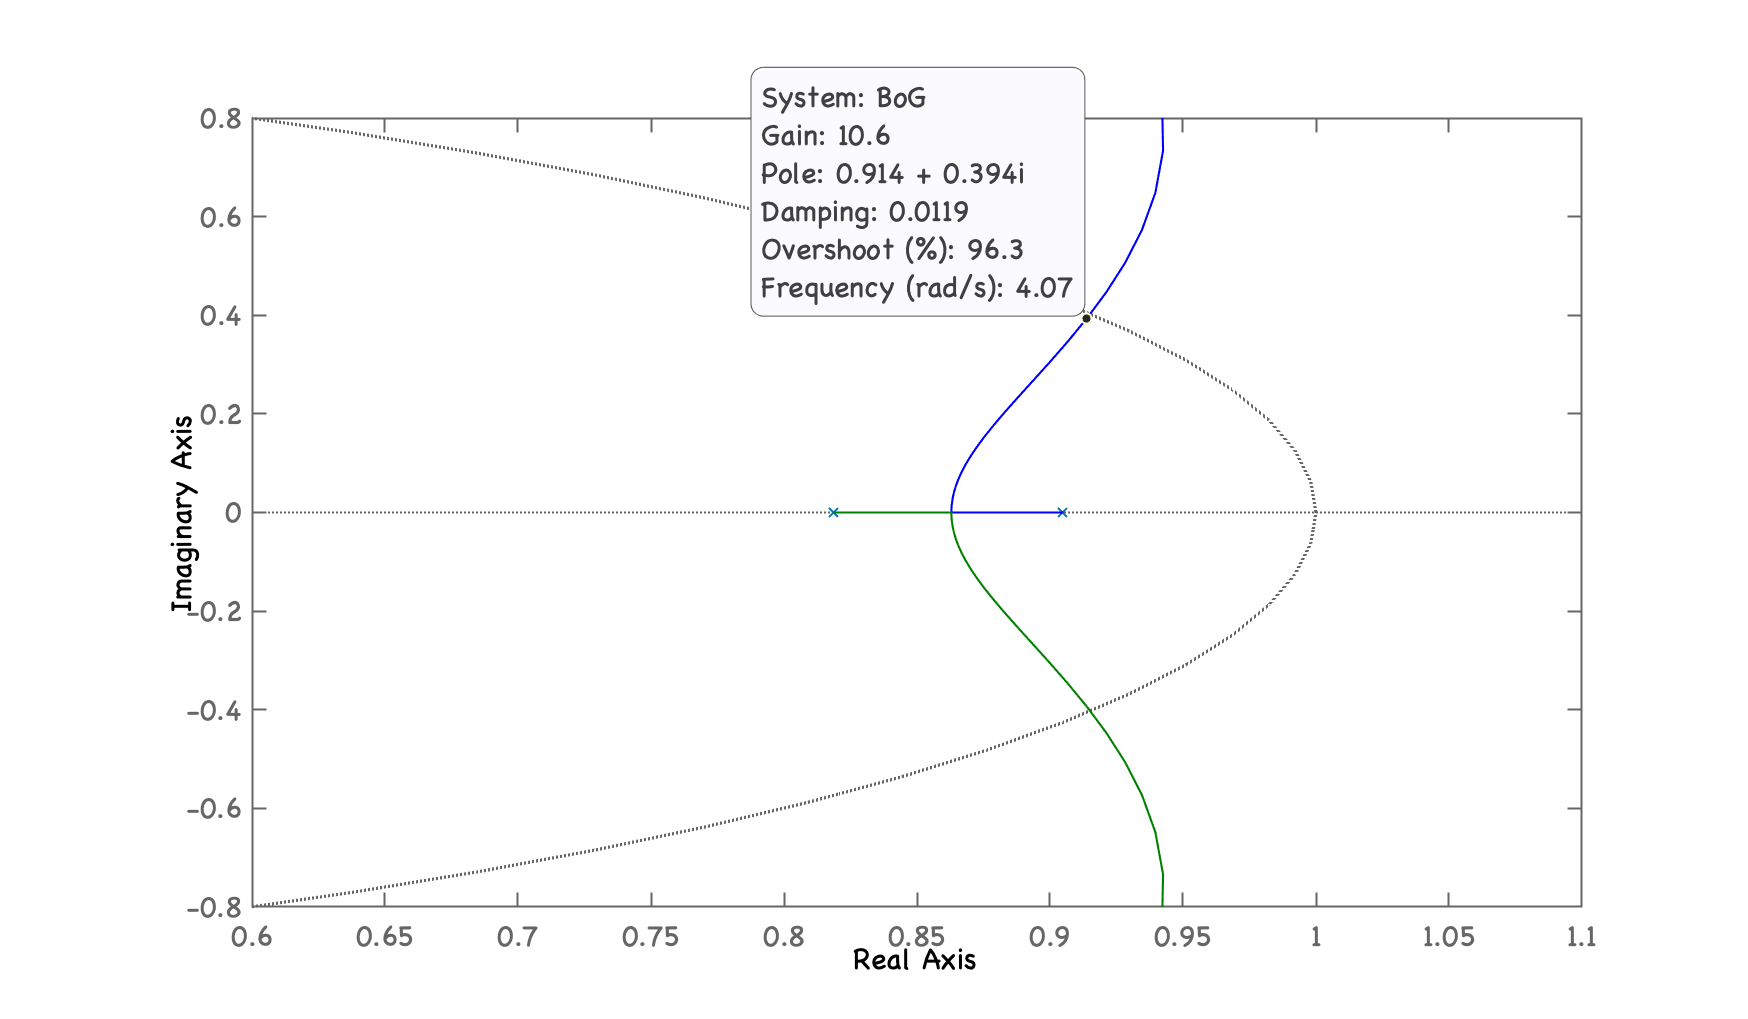 System: BoG
Gain: 10.6
Pole: 0.914 + 0.394i
Damping: 0.0119
Overshoot (%): 96.3
Frequency (rad/s): 4.07
0.8
0.6
0.4
0.2
0
-0.2
-0.4
-0.6
-0.8
Imaginary Axis
0.6 0.65 0.7 0.75 0.8 0.85 0.9 0.95 1 1.05 1.1
Real Axis